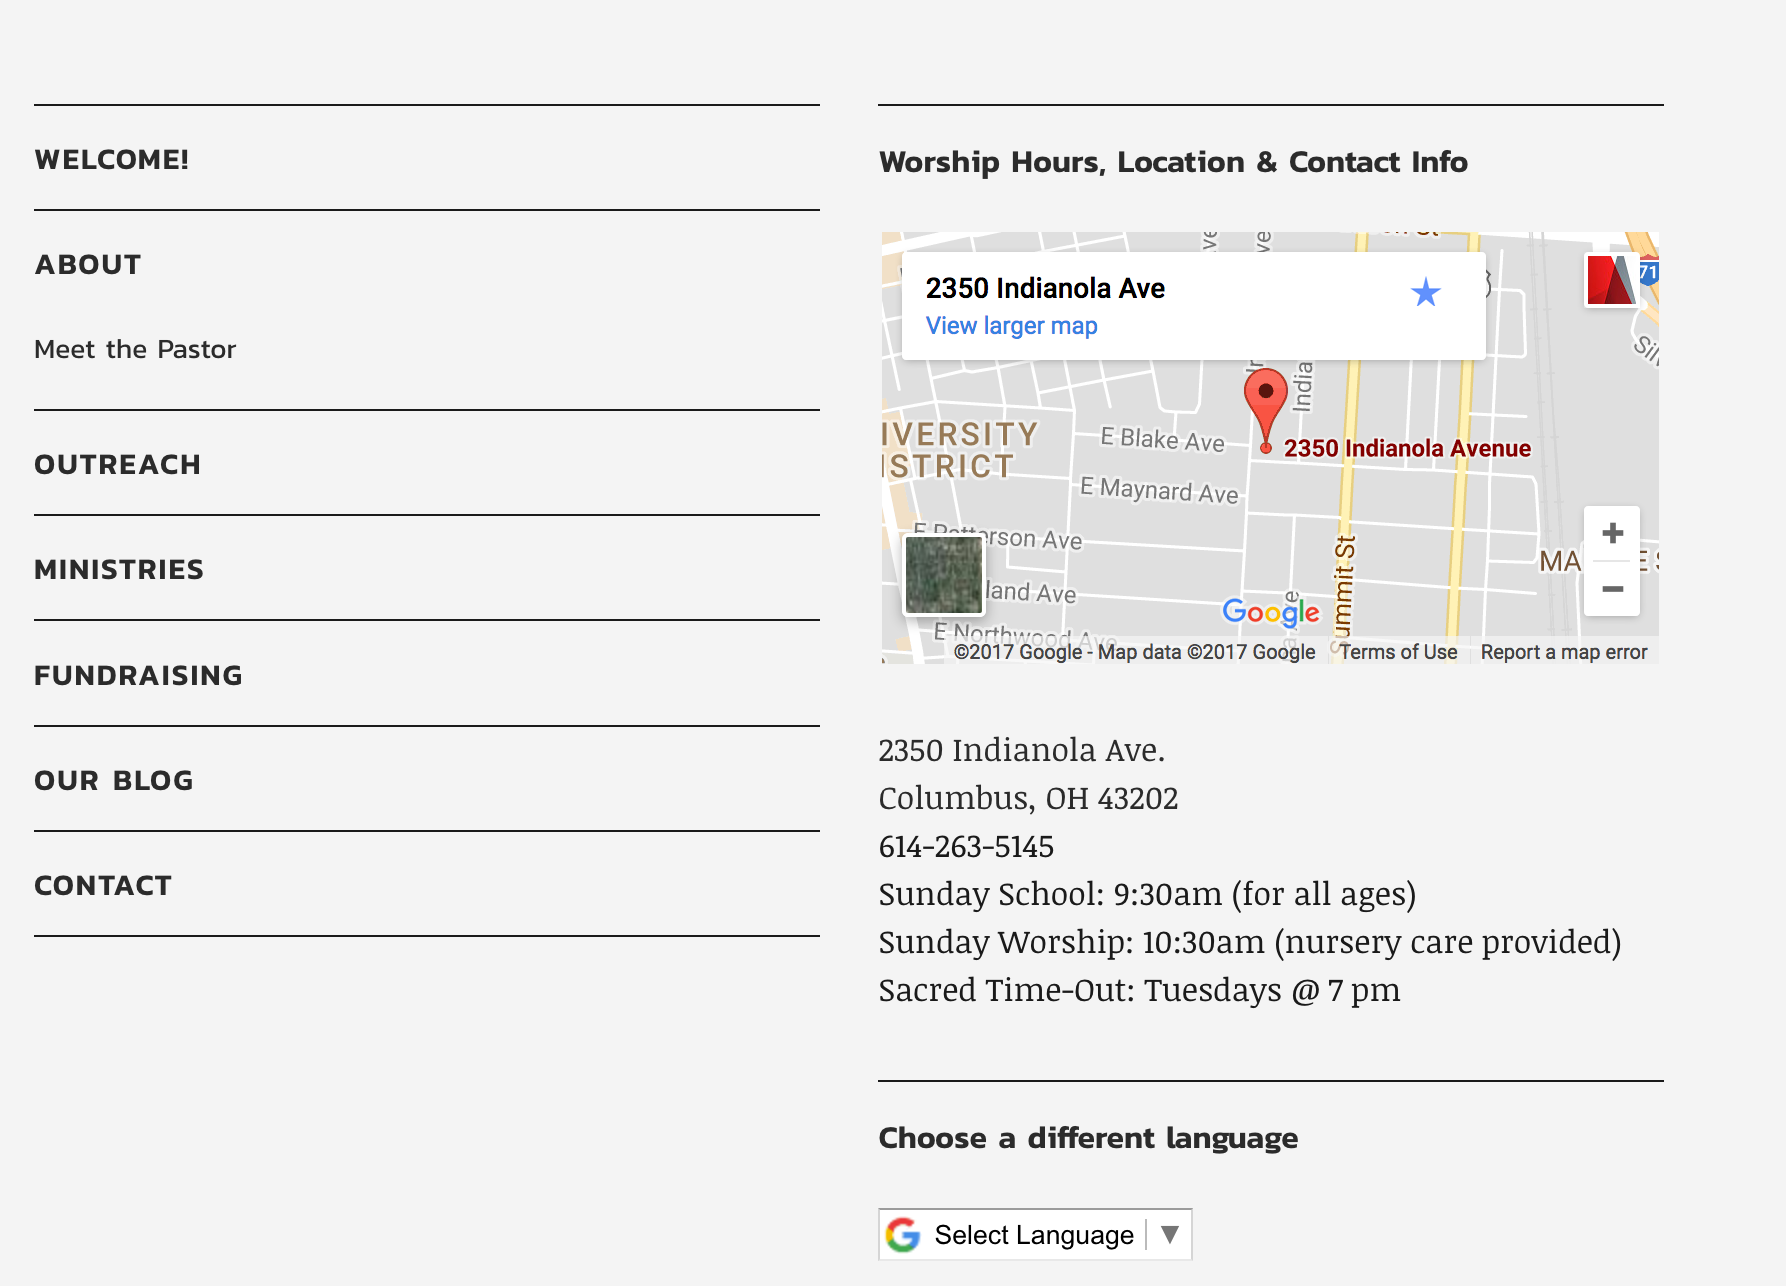 WELCOME!
ABOUT
Meet the Pastor
OUTREACH
MINISTRIES
FUNDRAISING
OUR BLOG
CONTACT
Worship Hours, Location & Contact Info
2350 Indianola Ave
View larger map
71
India
E Blake Ave
2350 Indianola Avenue
IVERSITY
ISTRICT
E Maynard Ave
E Patterson Ave
land Ave
Summit St
E Northwood Ave
Google
©2017 Google - Map data ©2017 Google
Terms of Use
Report a map error
2350 Indianola Ave.
Columbus, OH 43202
614-263-5145
Sunday School: 9:30am (for all ages)
Sunday Worship: 10:30am (nursery care provided)
Sacred Time-Out: Tuesdays @ 7 pm
Choose a different language
Select Language